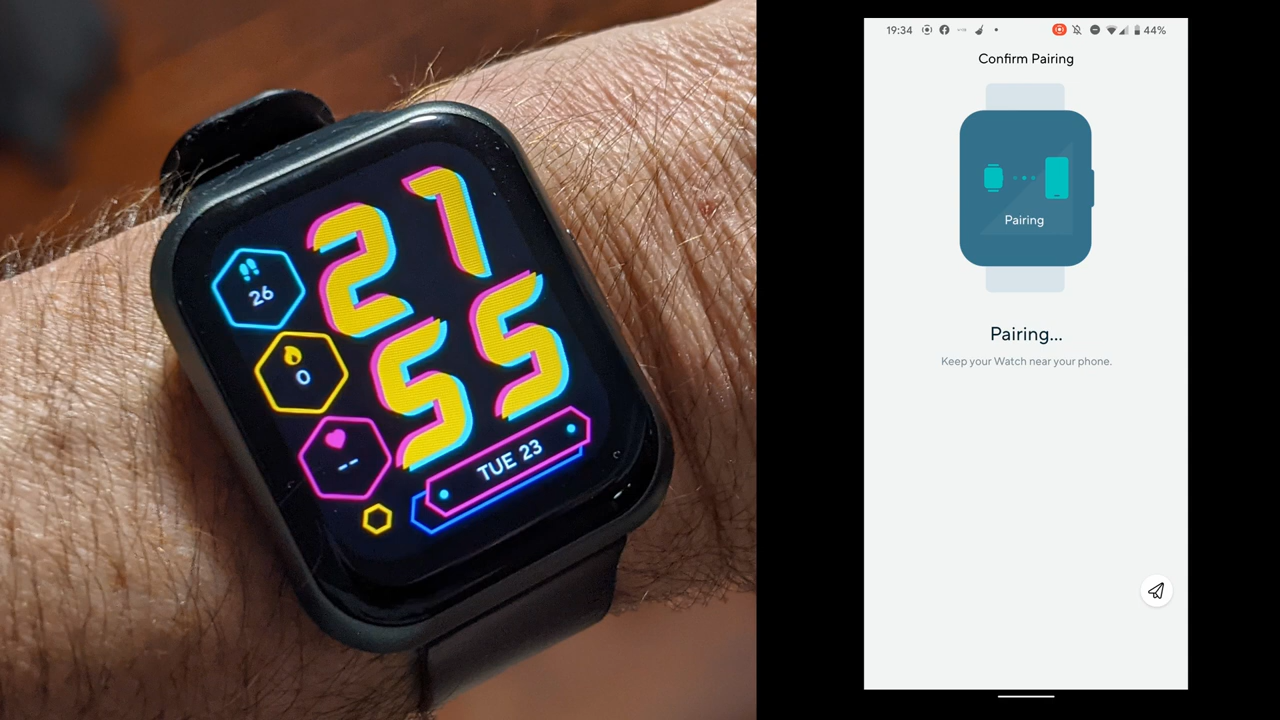 21
55
26
0
--
TUE 23
19:34
44%
Confirm Pairing
Pairing
Pairing...
Keep your Watch near your phone.